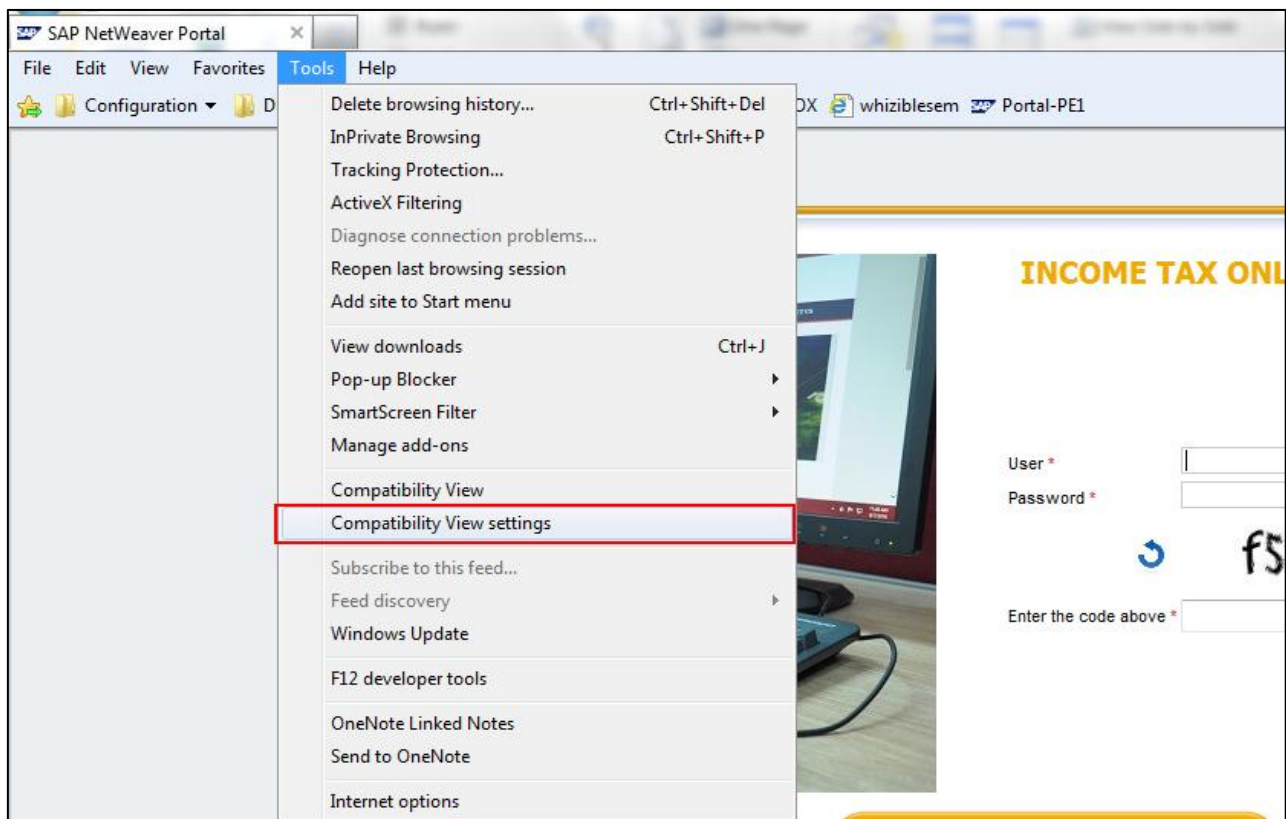 SAP NetWeaver Portal
File Edit View Favorites Tools Help
Configuration D OX whiziblesem Portal-PE1
Delete browsing history... Ctrl+Shift+Del
InPrivate Browsing Ctrl+Shift+P
Tracking Protection...
ActiveX Filtering
Diagnose connection problems...
Reopen last browsing session
Add site to Start menu
View downloads Ctrl+J
Pop-up Blocker
SmartScreen Filter
Manage add-ons
Compatibility View
Compatibility View settings
Subscribe to this feed...
Feed discovery
Windows Update
F12 developer tools
OneNote Linked Notes
Send to OneNote
Internet options
INCOME TAX ONL
User *
Password *
f5
Enter the code above *